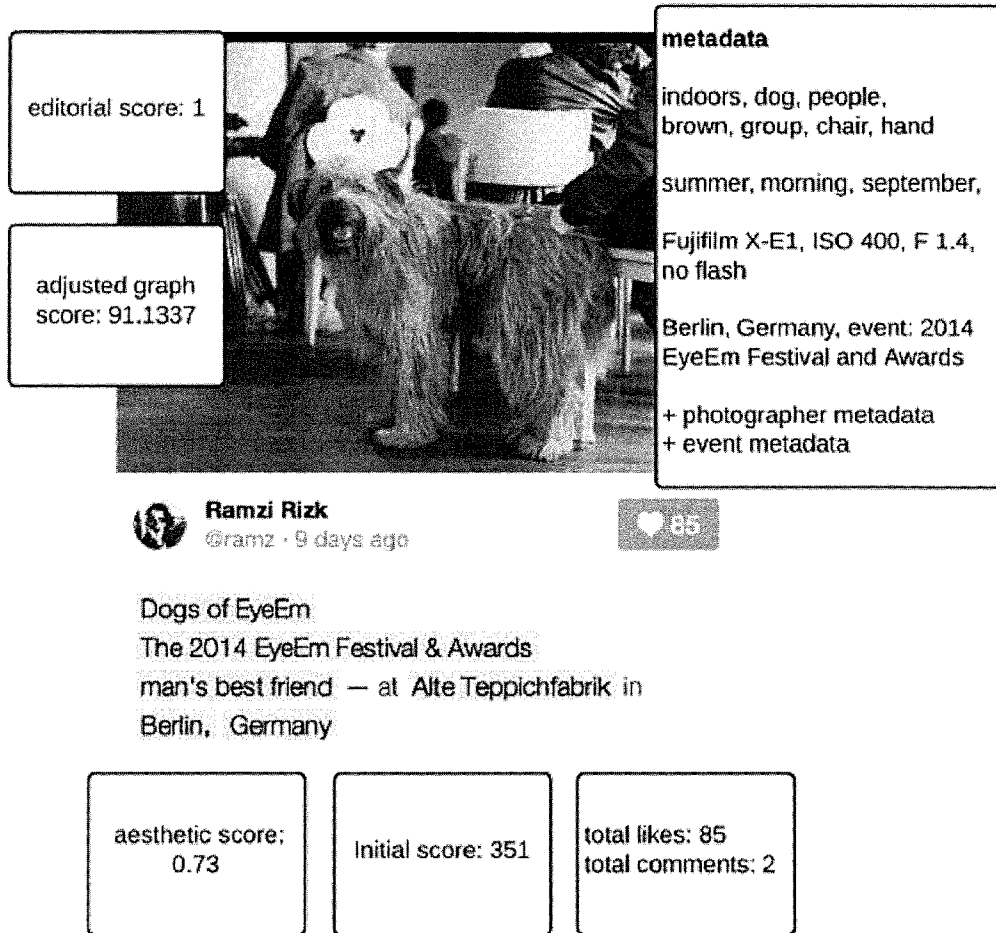 editorial score: 1
adjusted graph
score: 91.1337
metadata
indoors, dog, people,
brown, group, chair, hand
summer, morning, september,
Fujifilm X-E1, ISO 400, F 1.4,
no flash
Berlin, Germany, event: 2014
EyeEm Festival and Awards
+ photographer metadata
+ event metadata
Ramzi Rizk
@ramz · 9 days ago
85
Dogs of EyeEm
The 2014 EyeEm Festival & Awards
man's best friend — at Alte Teppichfabrik in
Berlin, Germany
aesthetic score:
0.73
Initial score: 351
total likes: 85
total comments: 2